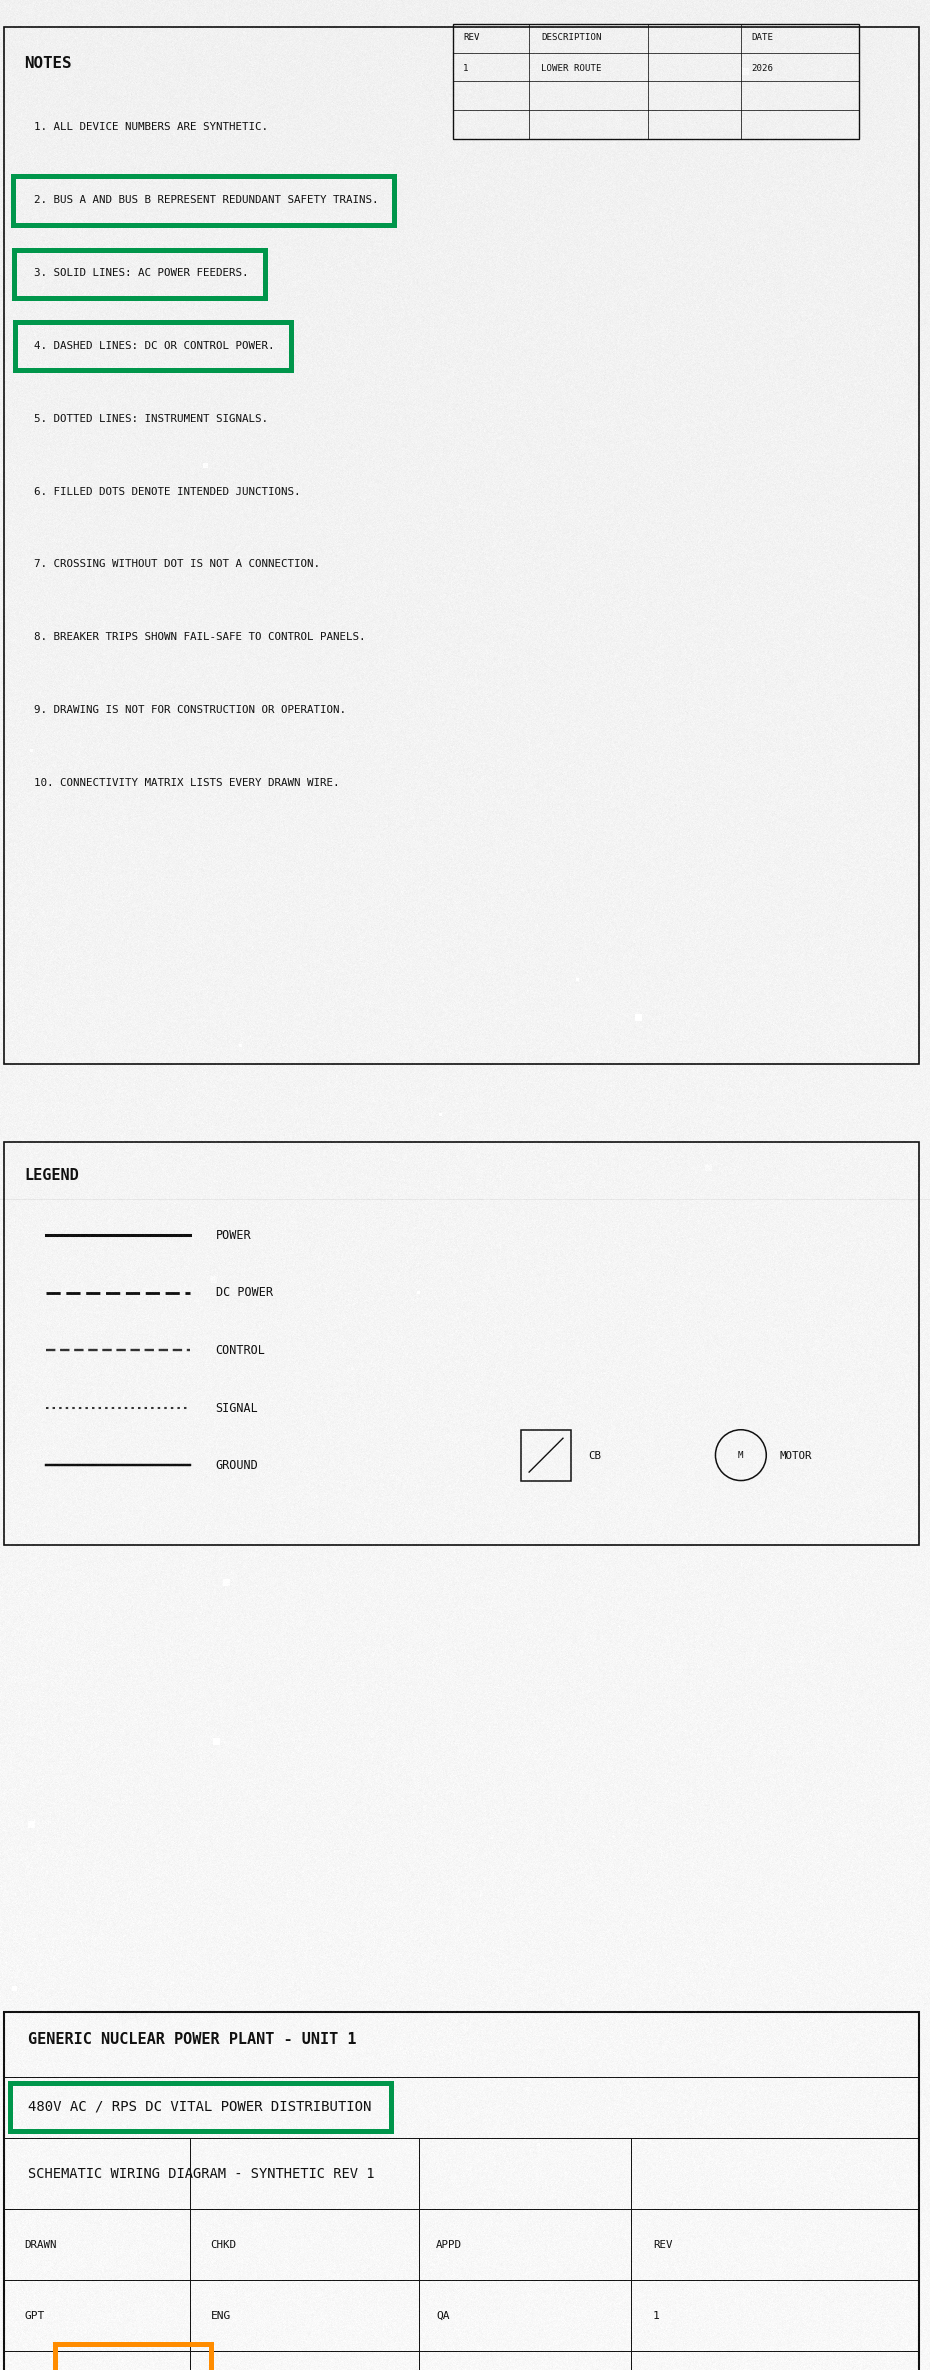 REV DESCRIPTION DATE
NOTES
1 LOWER ROUTE 2026
1. ALL DEVICE NUMBERS ARE SYNTHETIC.
2. BUS A AND BUS B REPRESENT REDUNDANT SAFETY TRAINS.
3. SOLID LINES: AC POWER FEEDERS.
4. DASHED LINES: DC OR CONTROL POWER.
5. DOTTED LINES: INSTRUMENT SIGNALS.
6. FILLED DOTS DENOTE INTENDED JUNCTIONS.
7. CROSSING WITHOUT DOT IS NOT A CONNECTION.
8. BREAKER TRIPS SHOWN FAIL-SAFE TO CONTROL PANELS.
9. DRAWING IS NOT FOR CONSTRUCTION OR OPERATION.
10. CONNECTIVITY MATRIX LISTS EVERY DRAWN WIRE.
LEGEND
POWER
DC POWER
CONTROL
SIGNAL
CB M MOTOR
GROUND
GENERIC NUCLEAR POWER PLANT - UNIT 1
480V AC / RPS DC VITAL POWER DISTRIBUTION
SCHEMATIC WIRING DIAGRAM - SYNTHETIC REV 1
DRAWN CHKD APPD REV
GPT ENG QA 1